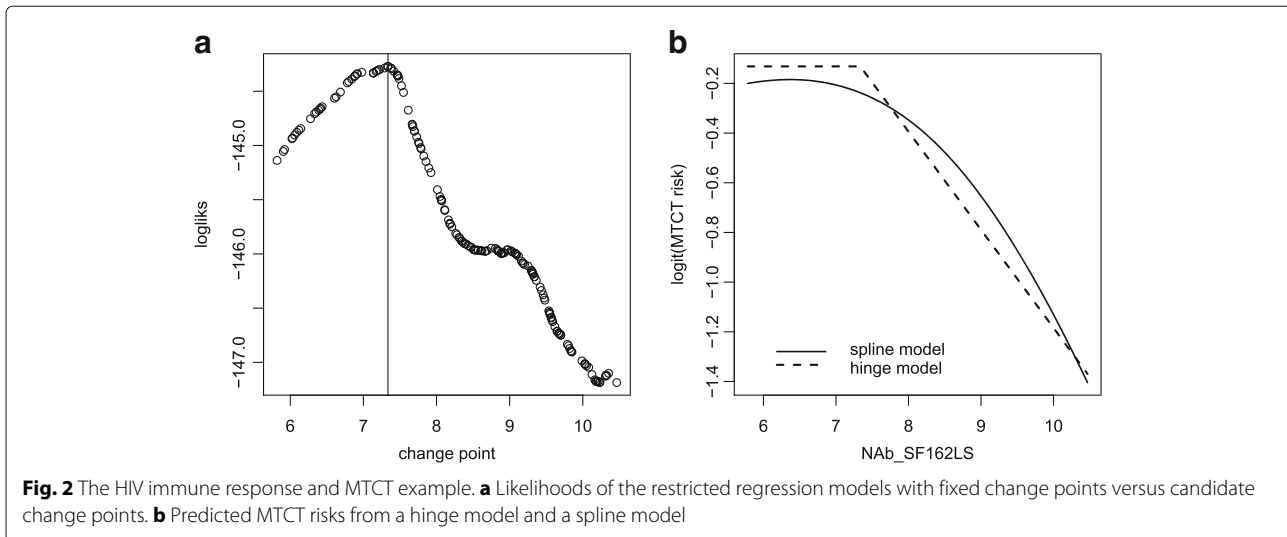 a
b
logliks
-145.0
-146.0
-147.0
6 7 8 9 10
change point
logit(MTCT risk)
-0.2
-0.4
-0.6
-0.8
-1.0
-1.2
-1.4
spline model
hinge model
6 7 8 9 10
NAb_SF162LS
Fig. 2 The HIV immune response and MTCT example. a Likelihoods of the restricted regression models with fixed change points versus candidate
change points. b Predicted MTCT risks from a hinge model and a spline model